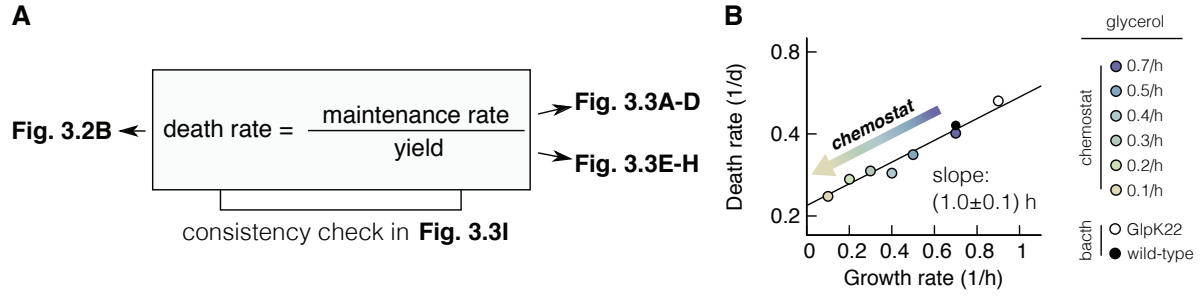 A
Fig. 3.2B
death rate =
maintenance rate
yield
Fig. 3.3A-D
Fig. 3.3E-H
consistency check in Fig. 3.3I
B
Death rate (1/d)
0.8
0.4
0.2
chemostat
slope:
(1.0±0.1) h
0 0.2 0.4 0.6 0.8 1
Growth rate (1/h)
glycerol
chemostat
0.7/h
0.5/h
0.4/h
0.3/h
0.2/h
0.1/h
bacth
GlpK22
wild-type